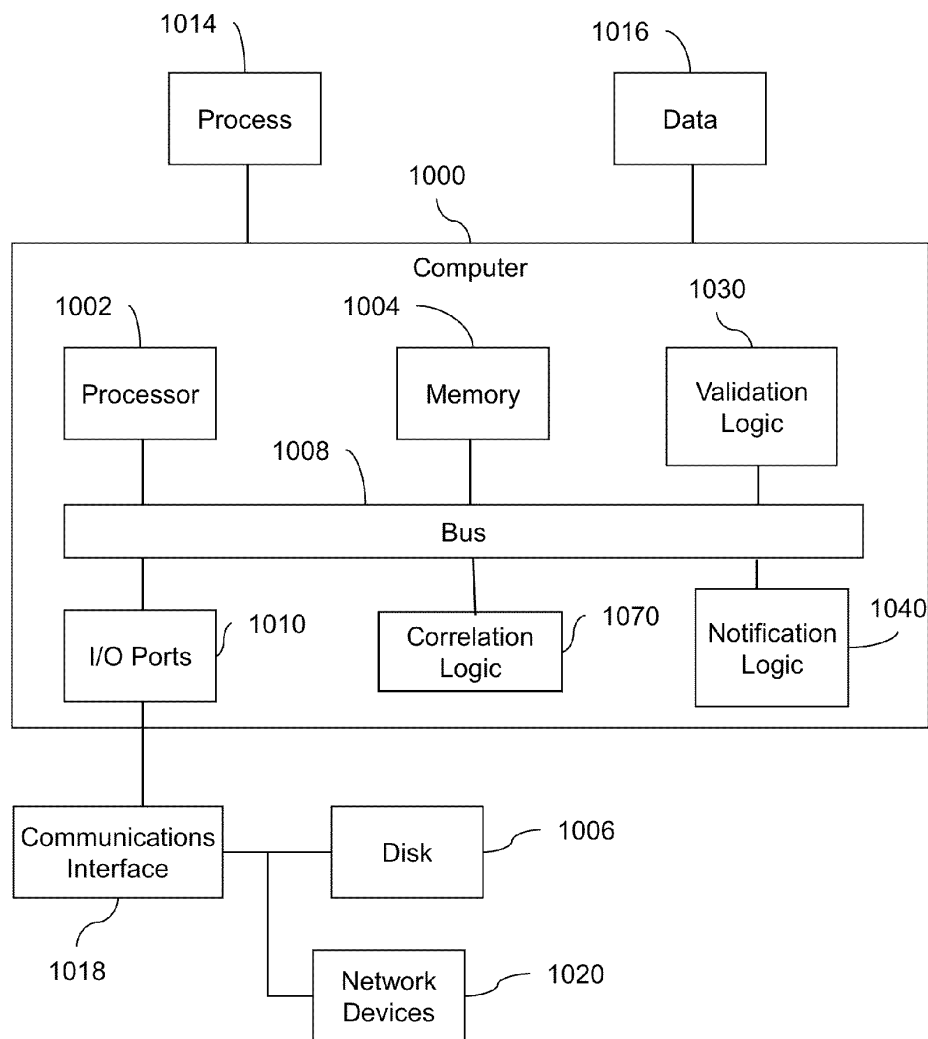 1014
1016
Process
Data
1000
Computer
1002
1004
1030
Processor
Memory
Validation
Logic
1008
Bus
I/O Ports
1010
Correlation
Logic
1070
Notification
Logic
1040
Communications
Interface
1018
Disk
1006
Network
Devices
1020